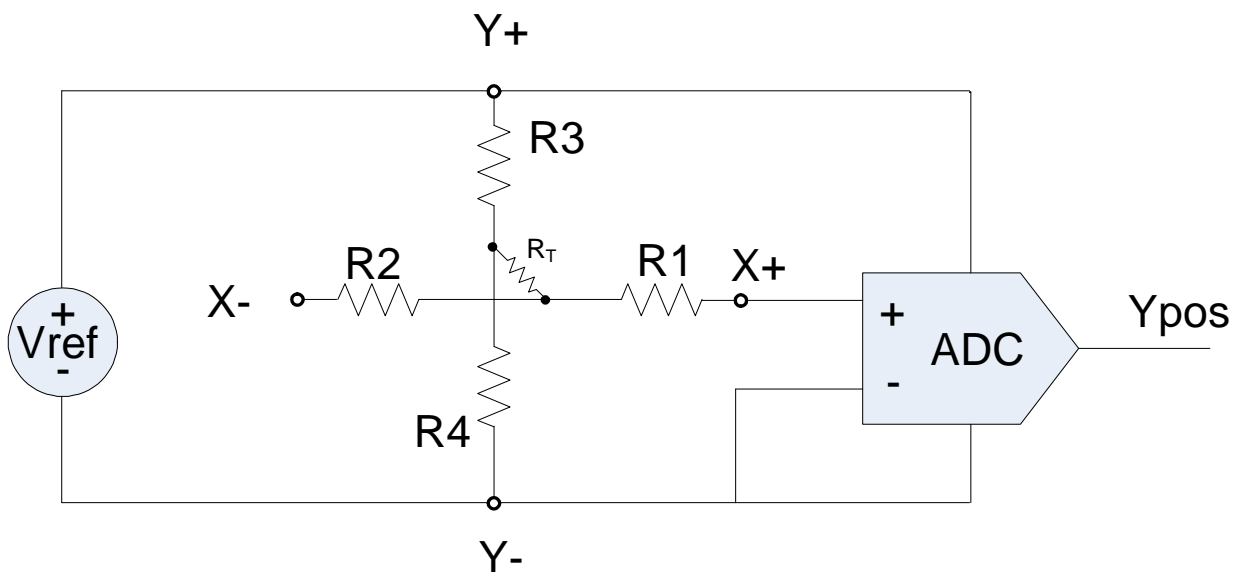 Y+
R3
R2
RT
R1
X+
X-
+
Vref
-
+
-
ADC
Ypos
R4
Y-